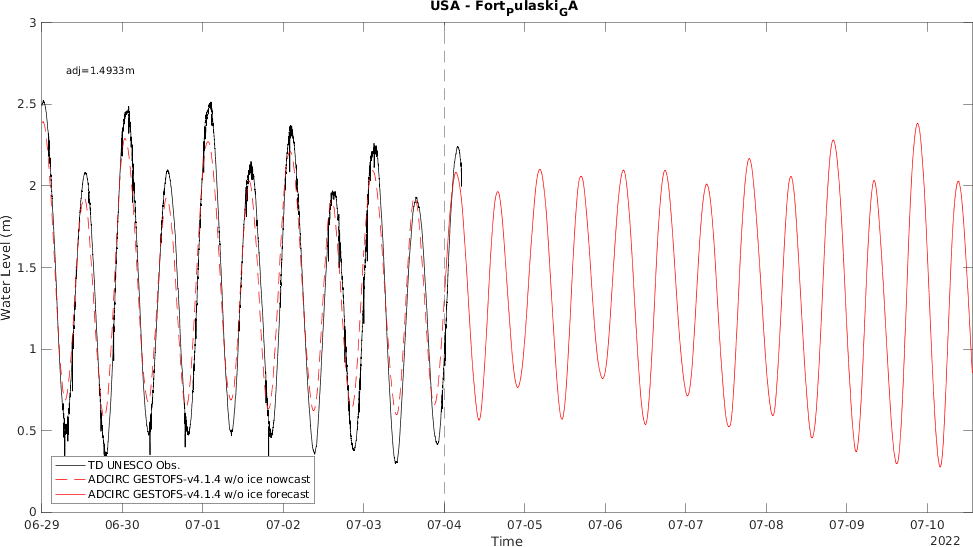 USA - Fort_Pulaski_GA
adj=1.4933m
3
2.5
2
1.5
1
0.5
0
Water Level (m)
TD UNESCO Obs.
ADCIRC GESTOFS-v4.1.4 w/o ice nowcast
ADCIRC GESTOFS-v4.1.4 w/o ice forecast
06-29 06-30 07-01 07-02 07-03 07-04 07-05 07-06 07-07 07-08 07-09 07-10
Time
2022